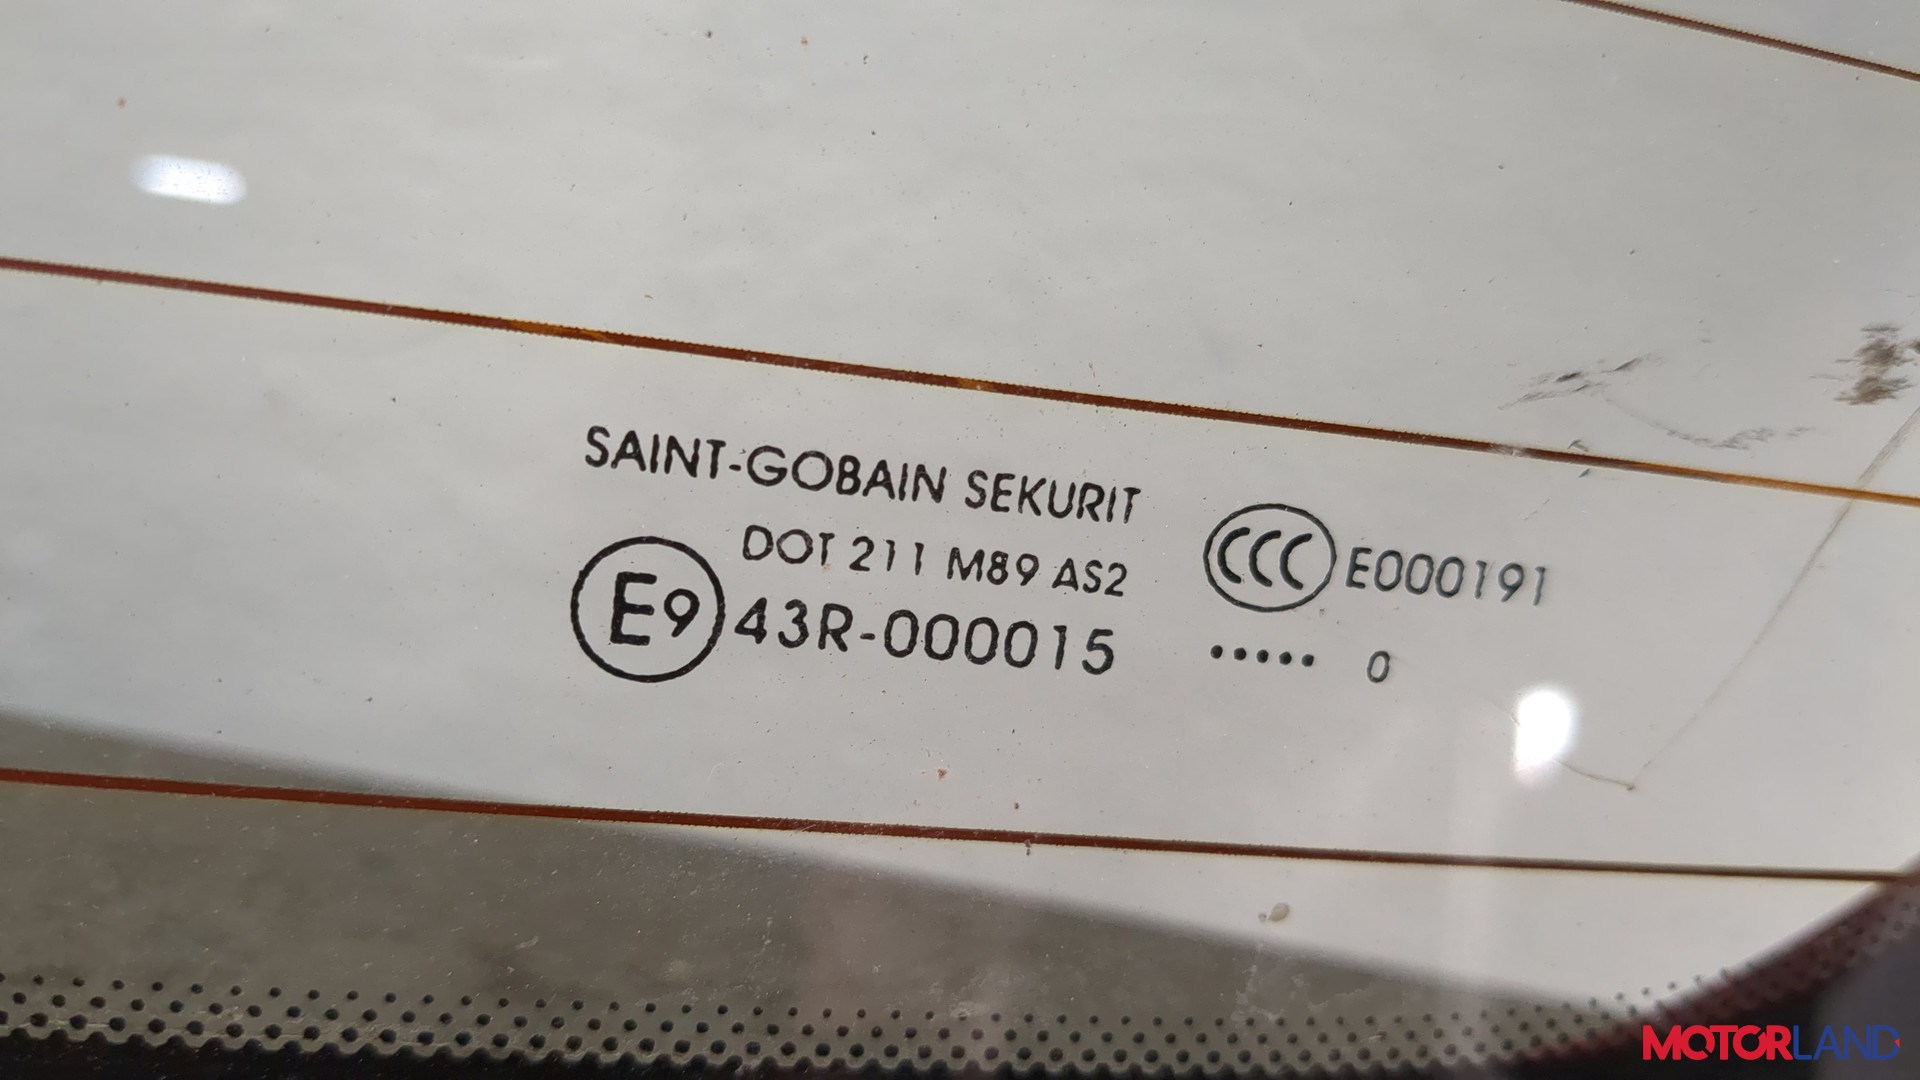 SAINT-GOBAIN SEKURIT
DOT 211 M89 AS2
CCC E000191
E9 43R-000015
..... 0
MOTORLAND